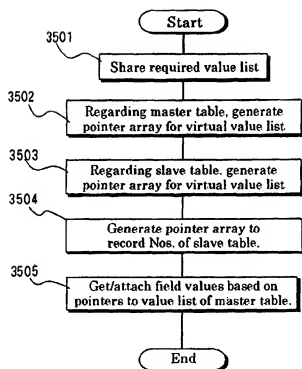 Start
3501
Share required value list
3502
Regarding master table, generate
pointer array for virtual value list
3503
Regarding slave table, generate
pointer array for virtual value list
3504
Generate pointer array to
record Nos. of slave table.
3505
Get/attach field values based on
pointers to value list of master table.
End